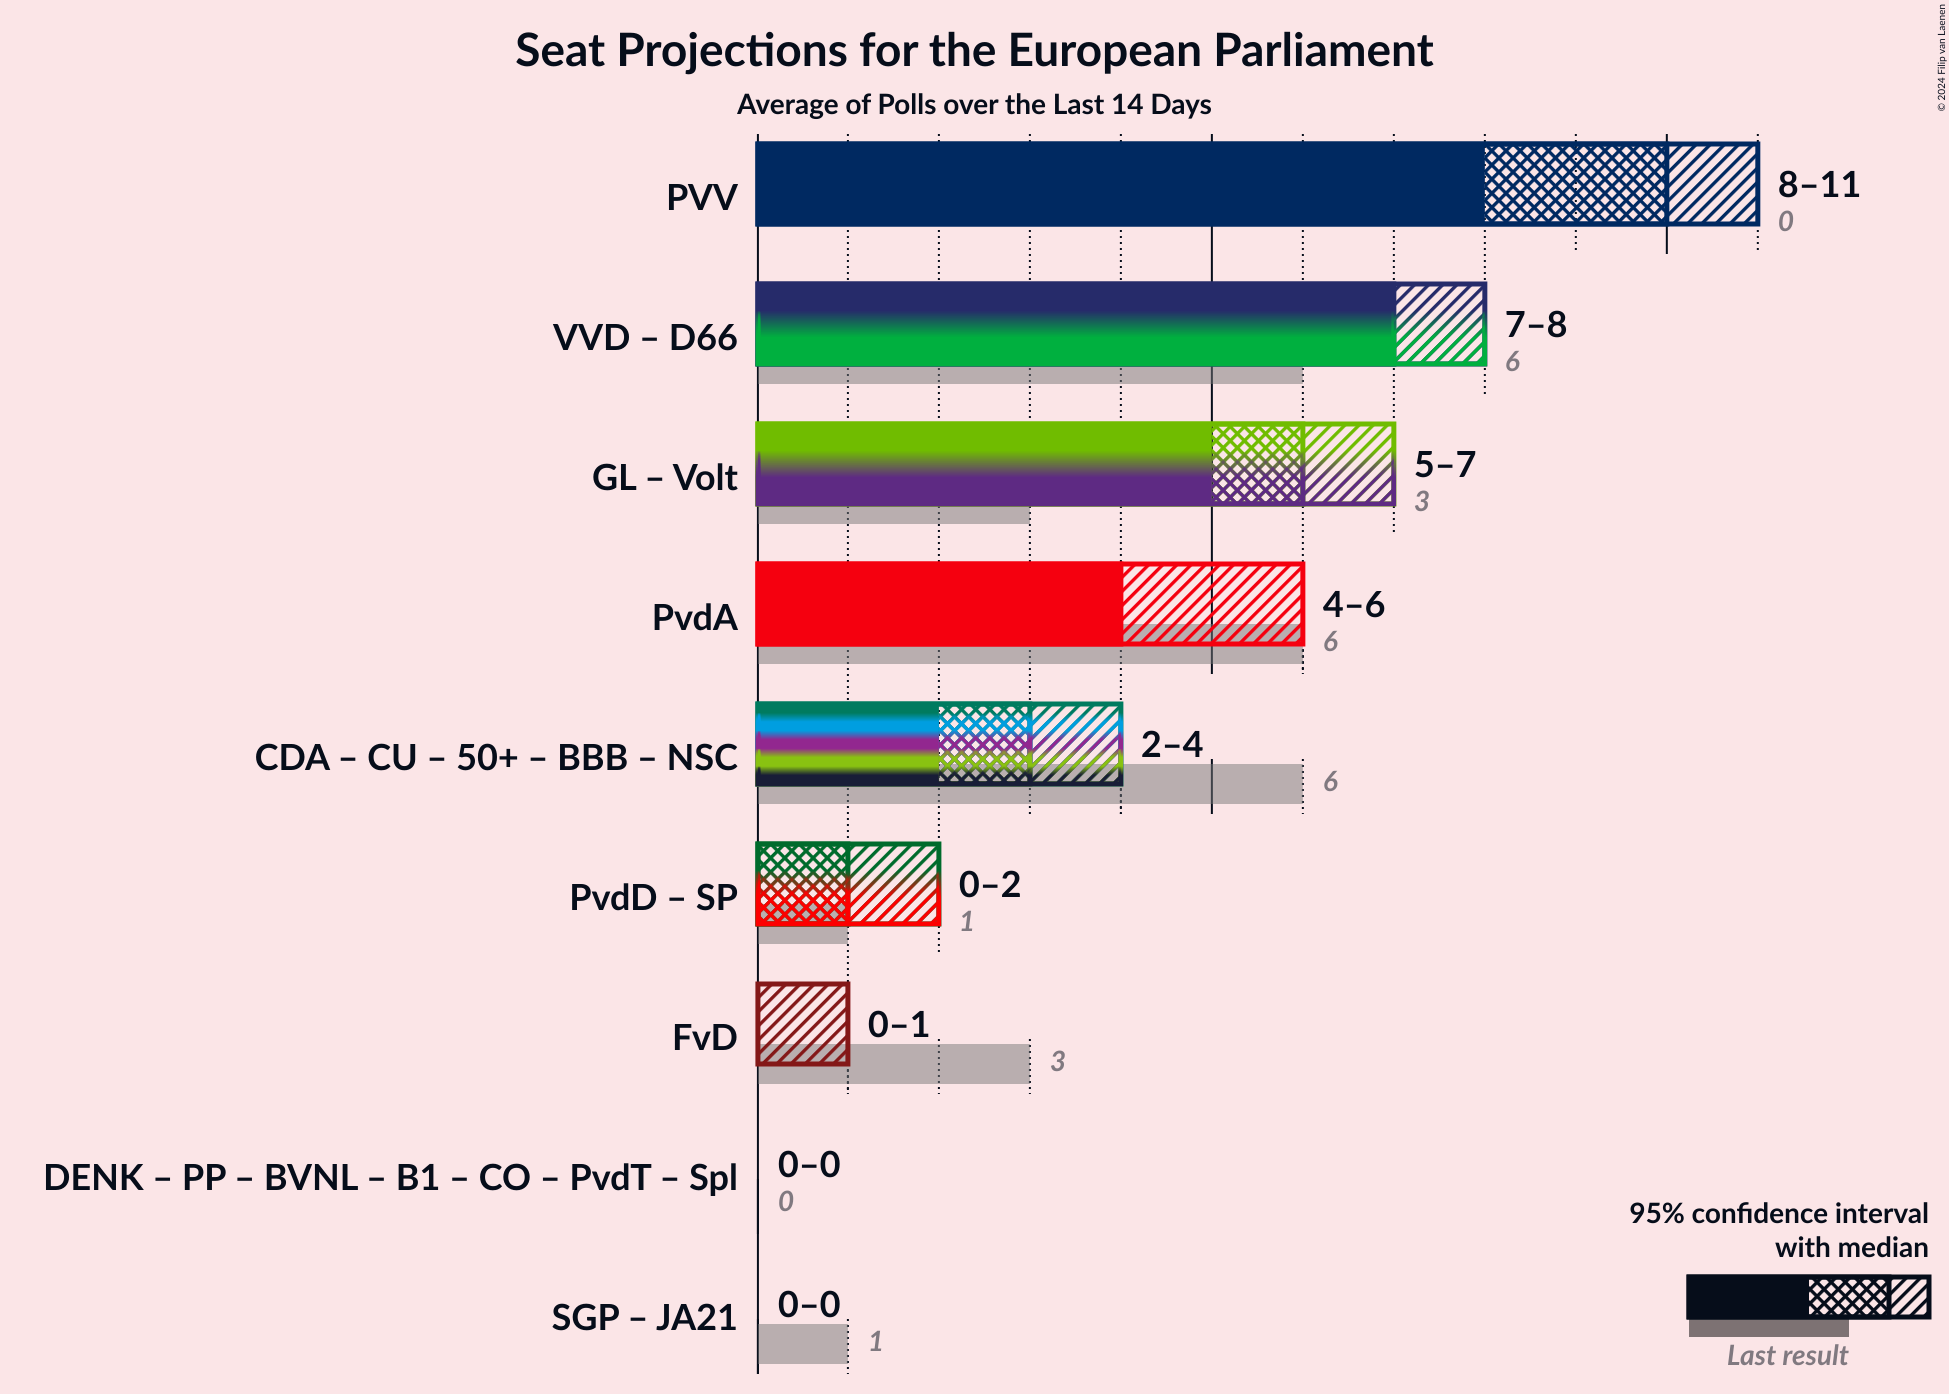 Seat Projections for the European Parliament
Average of Polls over the Last 14 Days
© 2024 Filip van Laenen
PVV
8–11
0
VVD – D66
7–8
6
GL – Volt
5–7
3
PvdA
4–6
6
CDA – CU – 50+ – BBB – NSC
2–4
6
PvdD – SP
0–2
1
FvD
0–1
3
DENK – PP – BVNL – B1 – CO – PvdT – Spl
0–0
0
SGP – JA21
0–0
1
95% confidence interval
with median
Last result